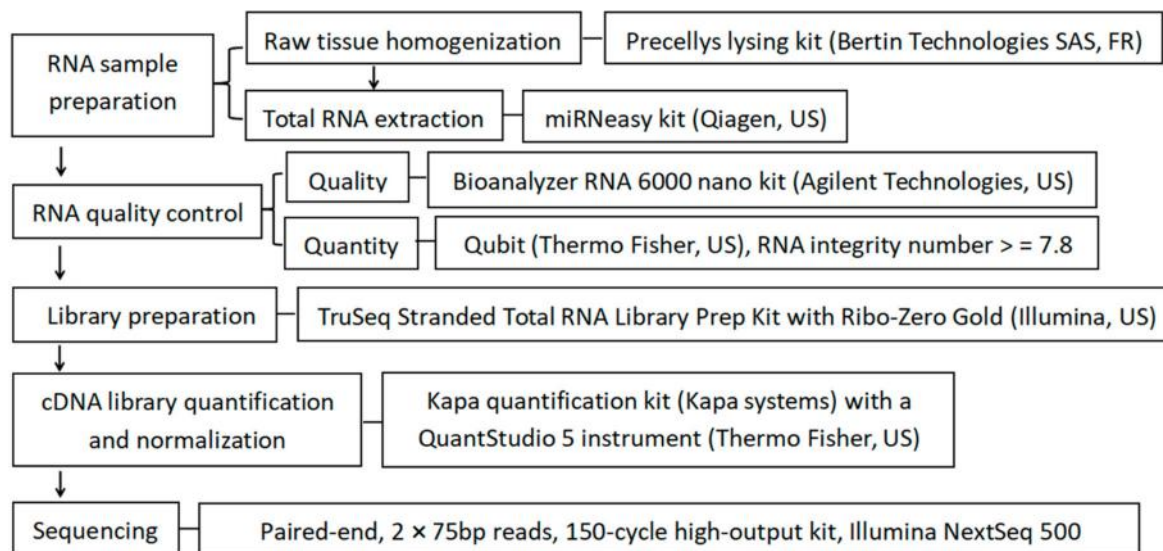 RNA sample
preparation
Raw tissue homogenization
Precellys lysing kit (Bertin Technologies SAS, FR)
Total RNA extraction
miRNeasy kit (Qiagen, US)
RNA quality control
Quality
Bioanalyzer RNA 6000 nano kit (Agilent Technologies, US)
Quantity
Qubit (Thermo Fisher, US), RNA integrity number > = 7.8
Library preparation
TruSeq Stranded Total RNA Library Prep Kit with Ribo-Zero Gold (Illumina, US)
cDNA library quantification
and normalization
Kapa quantification kit (Kapa systems) with a
QuantStudio 5 instrument (Thermo Fisher, US)
Sequencing
Paired-end, 2 × 75bp reads, 150-cycle high-output kit, Illumina NextSeq 500